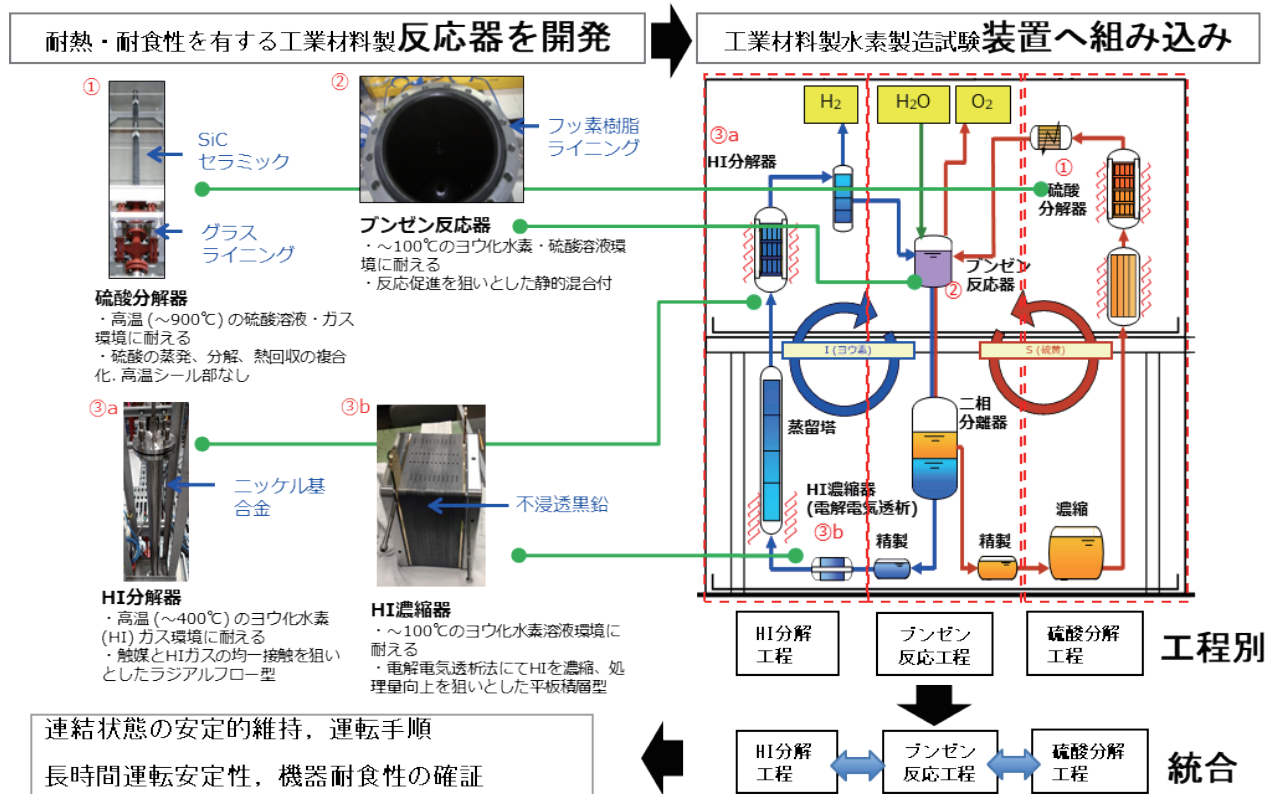 耐熱・耐食性を有する工業材料製反応器を開発
工業材料製水素製造試験装置へ組み込み
①
SiC
セラミック
グラス
ライニング
硫酸分解器
・高温 (～900℃) の硫酸溶液・ガス
環境に耐える
・硫酸の蒸発、分解、熱回収の複合
化. 高温シール部なし
②
フッ素樹脂
ライニング
ブンゼン反応器
・～100℃のヨウ化水素・硫酸溶液環
境に耐える
・反応促進を狙いとした静的混合付
③a
ニッケル基
合金
HI分解器
・高温 (～400℃) のヨウ化水素
(HI) ガス環境に耐える
・触媒とHIガスの均一接触を狙い
としたラジアルフロー型
③b
不浸透黒鉛
HI濃縮器
・～100℃のヨウ化水素溶液環境に
耐える
・電解電気透析法にてHIを濃縮、処
理量向上を狙いとした平板積層型
H2
H2O
O2
③a
HI分解器
①
硫酸
分解器
ブンゼン
反応器
②
I (ヨウ素)
S (硫黄)
蒸留塔
二相
分離器
HI濃縮器
(電解電気透析)
③b
精製
精製
濃縮
HI分解
工程
ブンゼン
反応工程
硫酸分解
工程
工程別
HI分解
工程
ブンゼン
反応工程
硫酸分解
工程
統合
連結状態の安定的維持，運転手順
長時間運転安定性，機器耐食性の確証